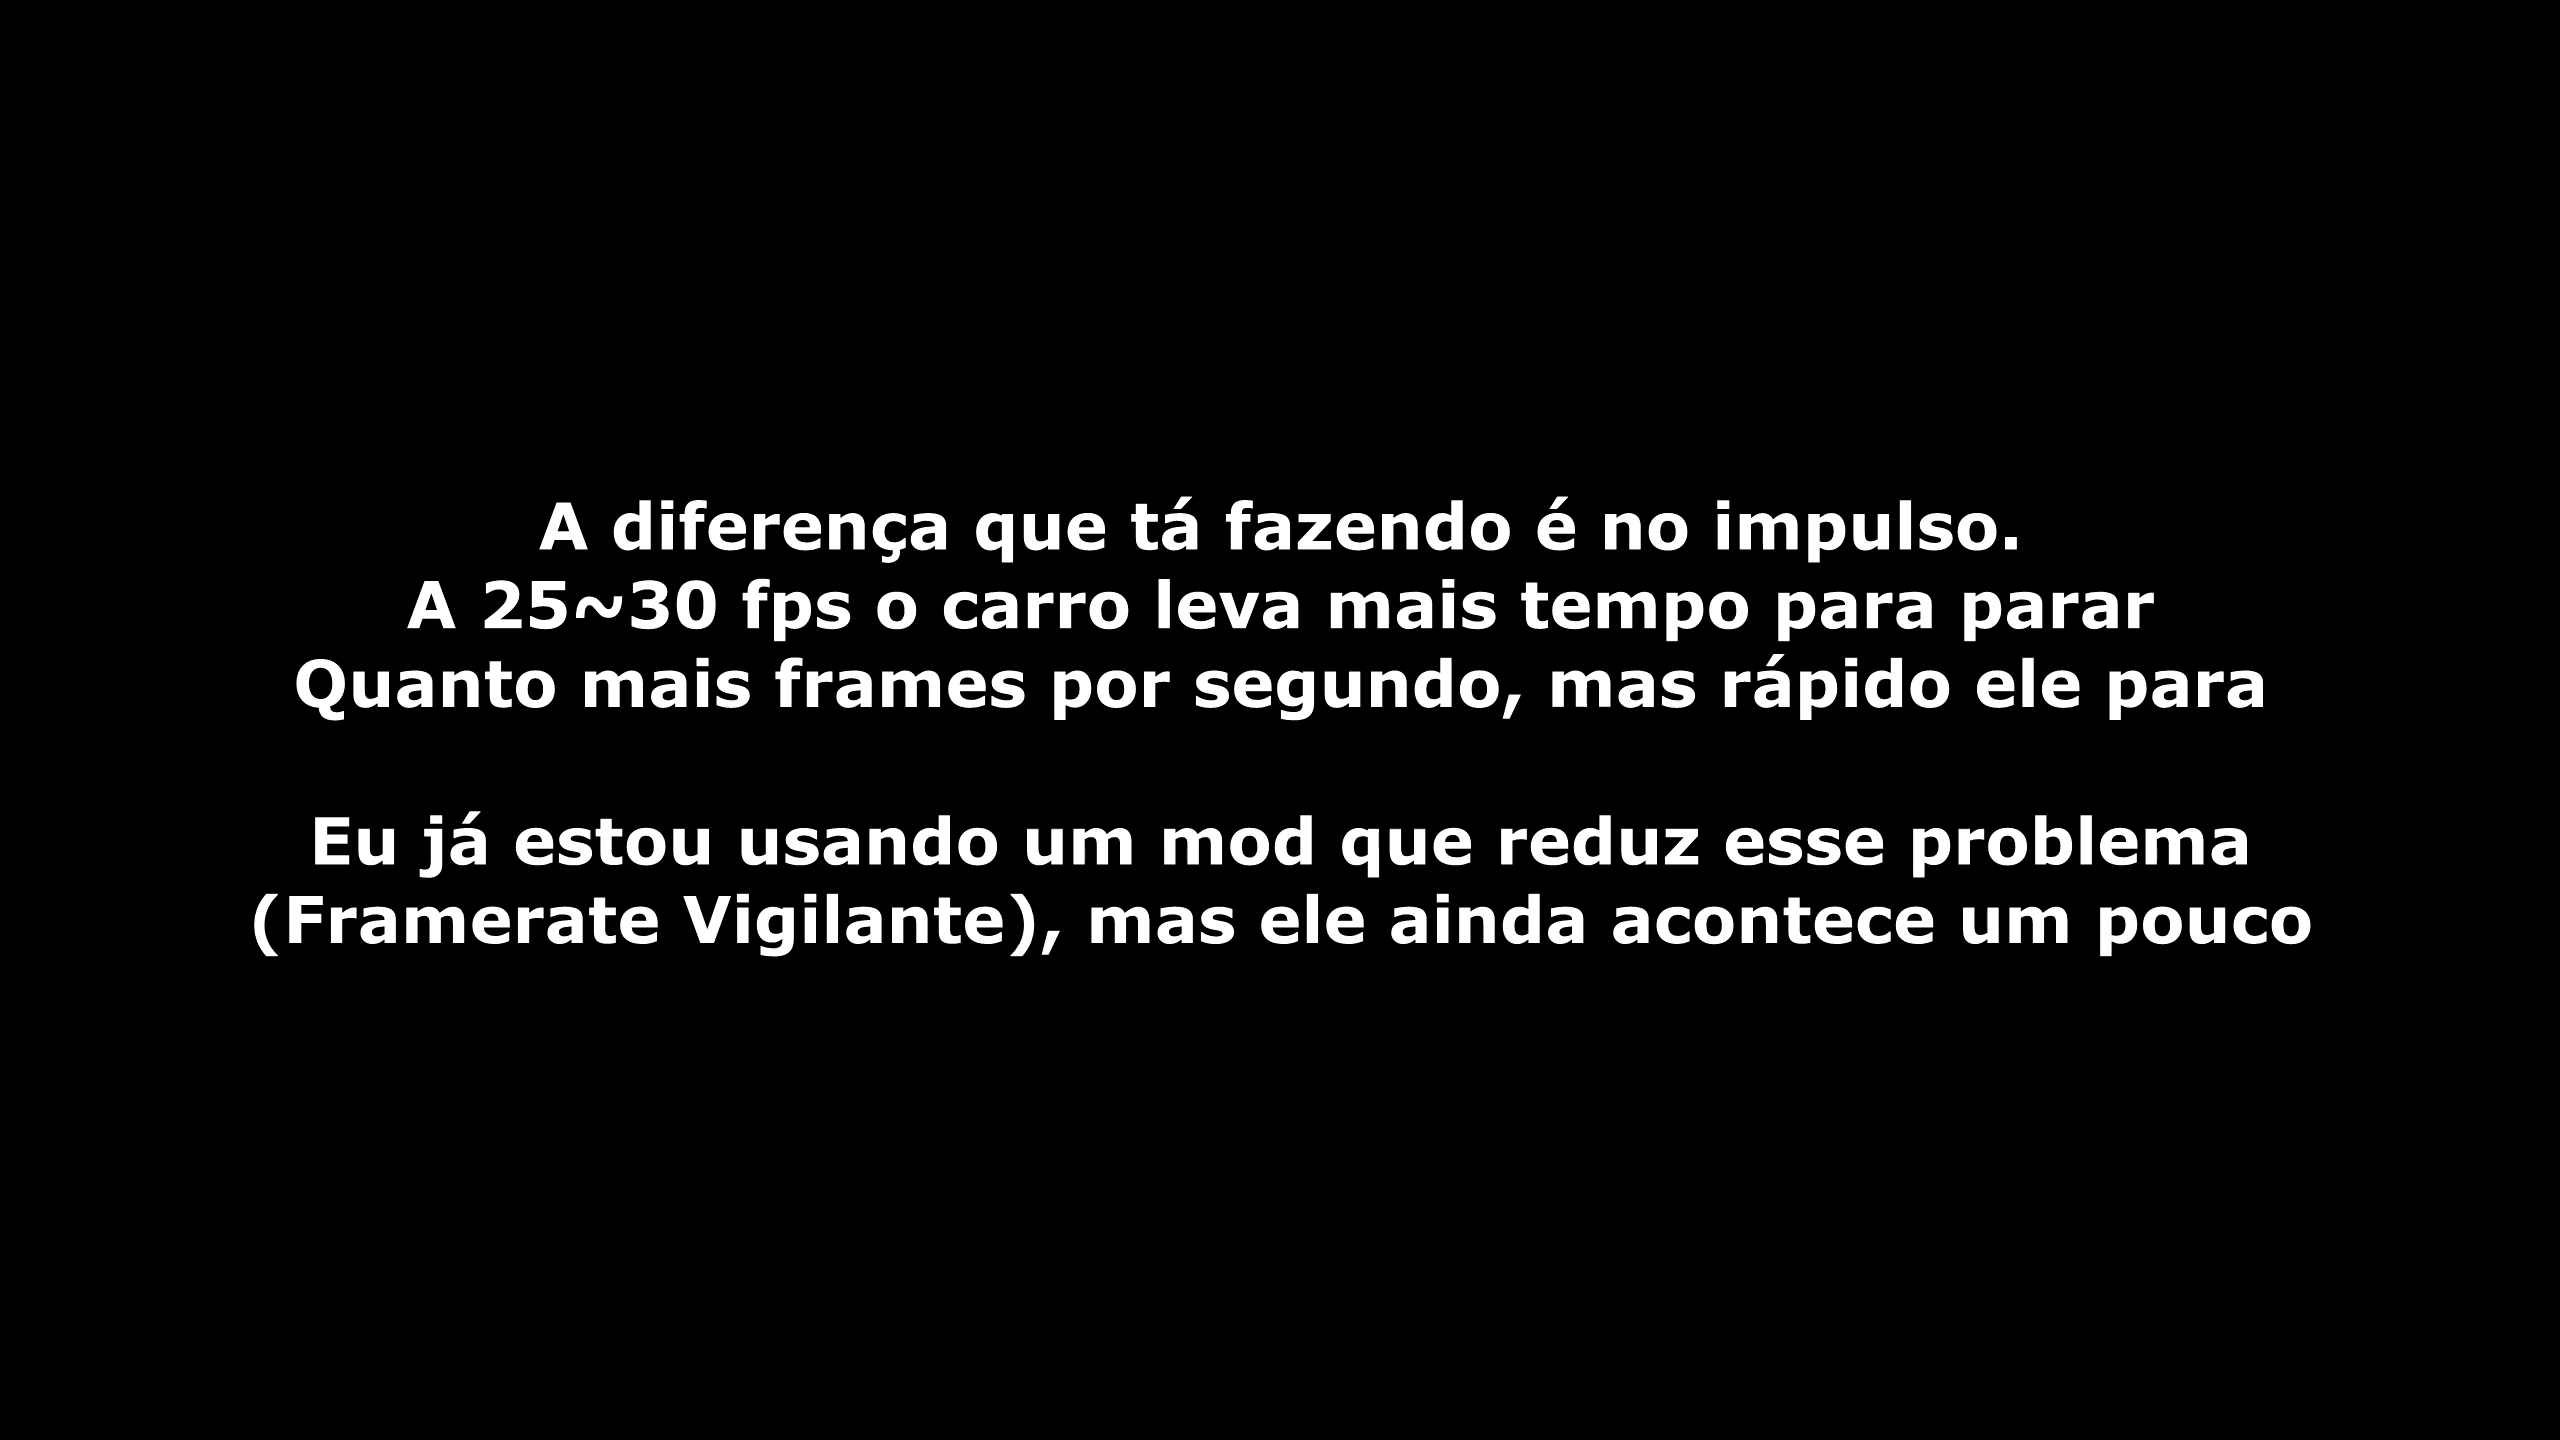 A diferença que tá fazendo é no impulso.
A 25~30 fps o carro leva mais tempo para parar
Quanto mais frames por segundo, mas rápido ele para
Eu já estou usando um mod que reduz esse problema
(Framerate Vigilante), mas ele ainda acontece um pouco